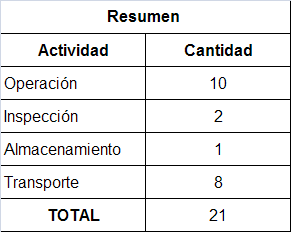 Resumen
Actividad Cantidad
Operación 10
Inspección 2
Almacenamiento 1
Transporte 8
TOTAL 21